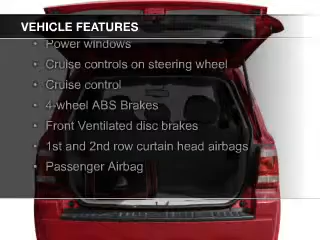 VEHICLE FEATURES
• Power windows
• Cruise controls on steering wheel
• Cruise control
• 4-wheel ABS Brakes
• Front Ventilated disc brakes
• 1st and 2nd row curtain head airbags
• Passenger Airbag